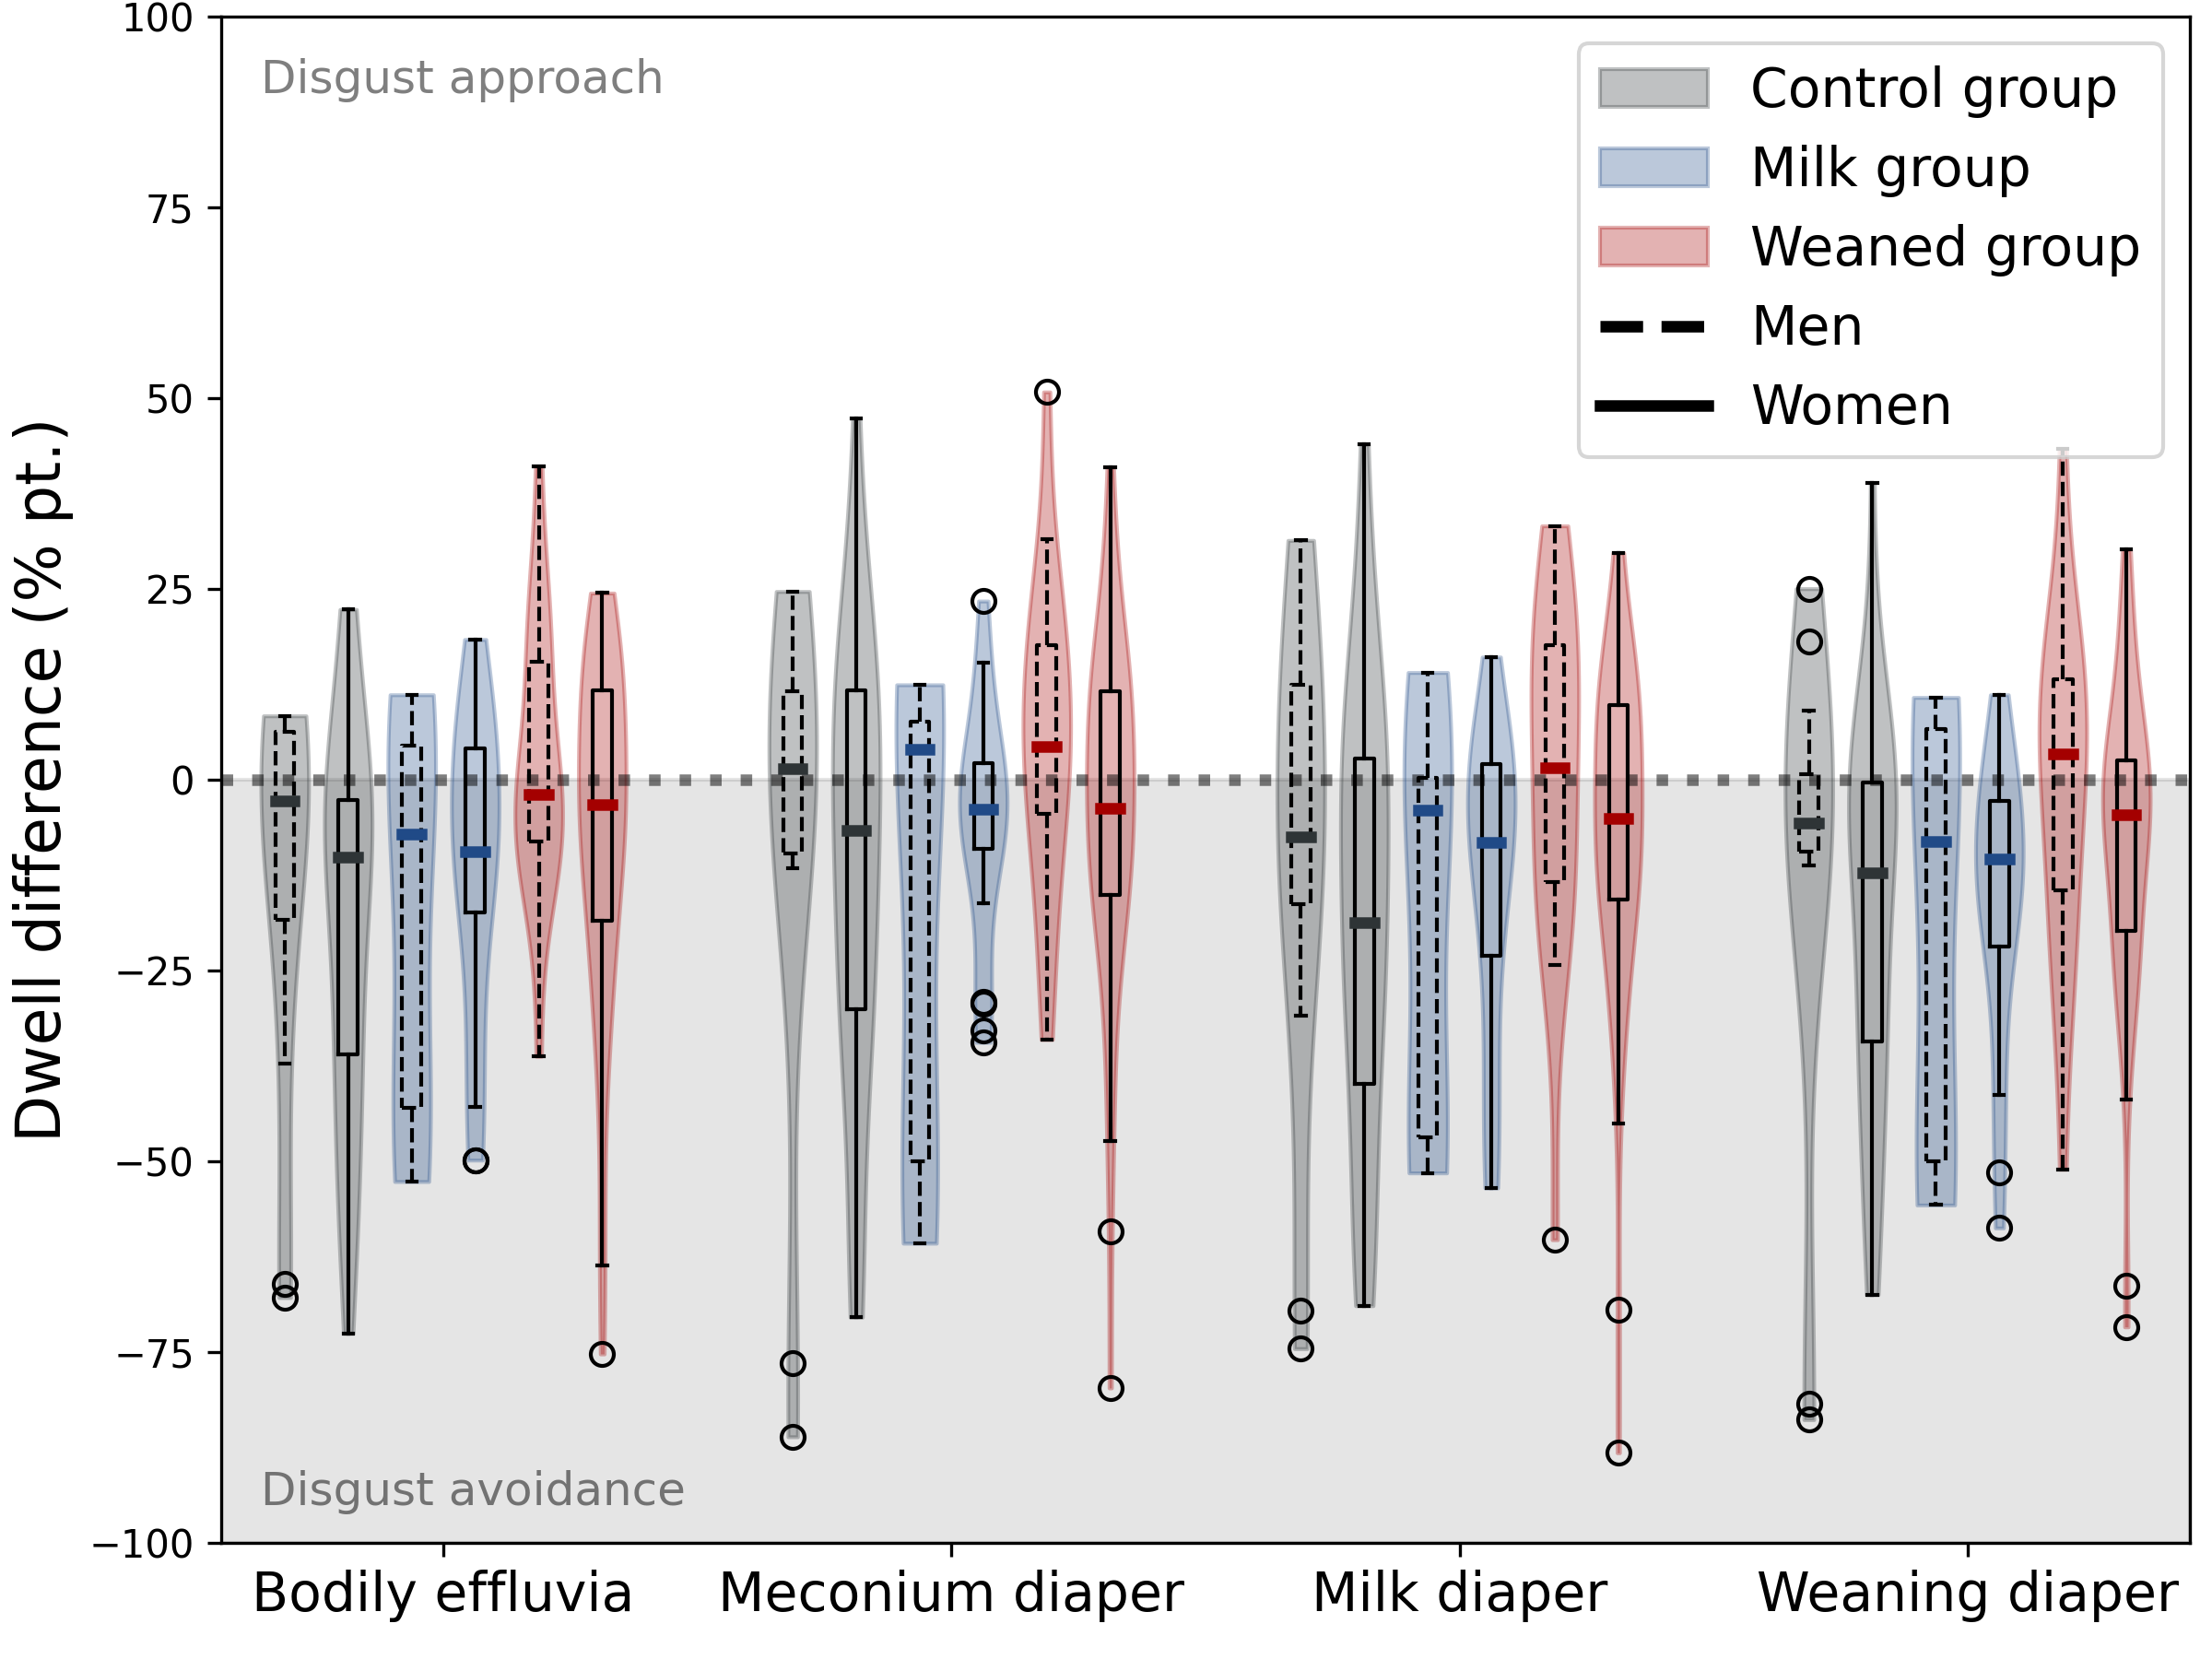 Dwell difference (% pt.)
100
75
50
25
0
−25
−50
−75
−100
Disgust approach
Disgust avoidance
Control group
Milk group
Weaned group
Men
Women
Bodily effluvia
Meconium diaper
Milk diaper
Weaning diaper